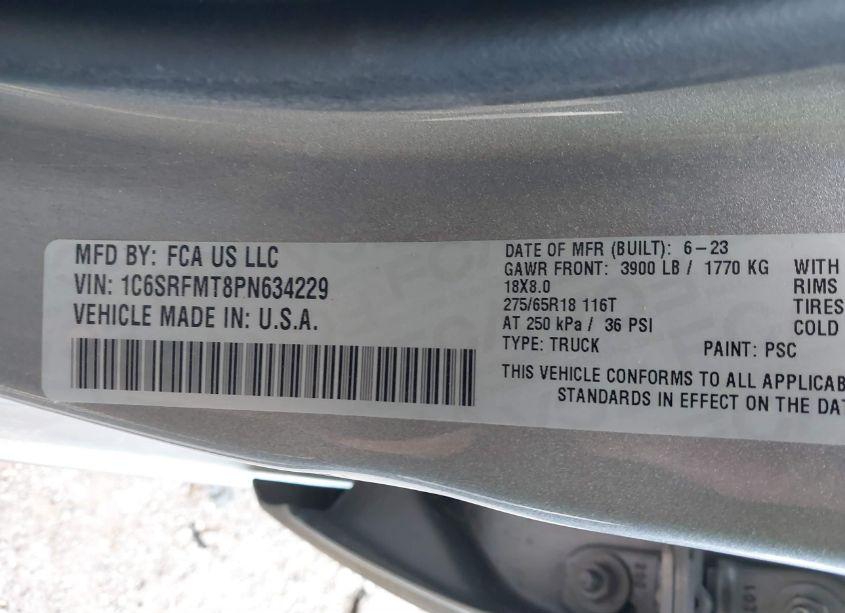 MFD BY: FCA US LLC
VIN: 1C6SRFMT8PN634229
VEHICLE MADE IN: U.S.A.
DATE OF MFR (BUILT): 6-23
GAWR FRONT: 3900 LB / 1770 KG WITH
18X8.0 RIMS
275/65R18 116T TIRES
AT 250 kPa / 36 PSI COLD
TYPE: TRUCK PAINT: PSC
THIS VEHICLE CONFORMS TO ALL APPLICAB
STANDARDS IN EFFECT ON THE DAT